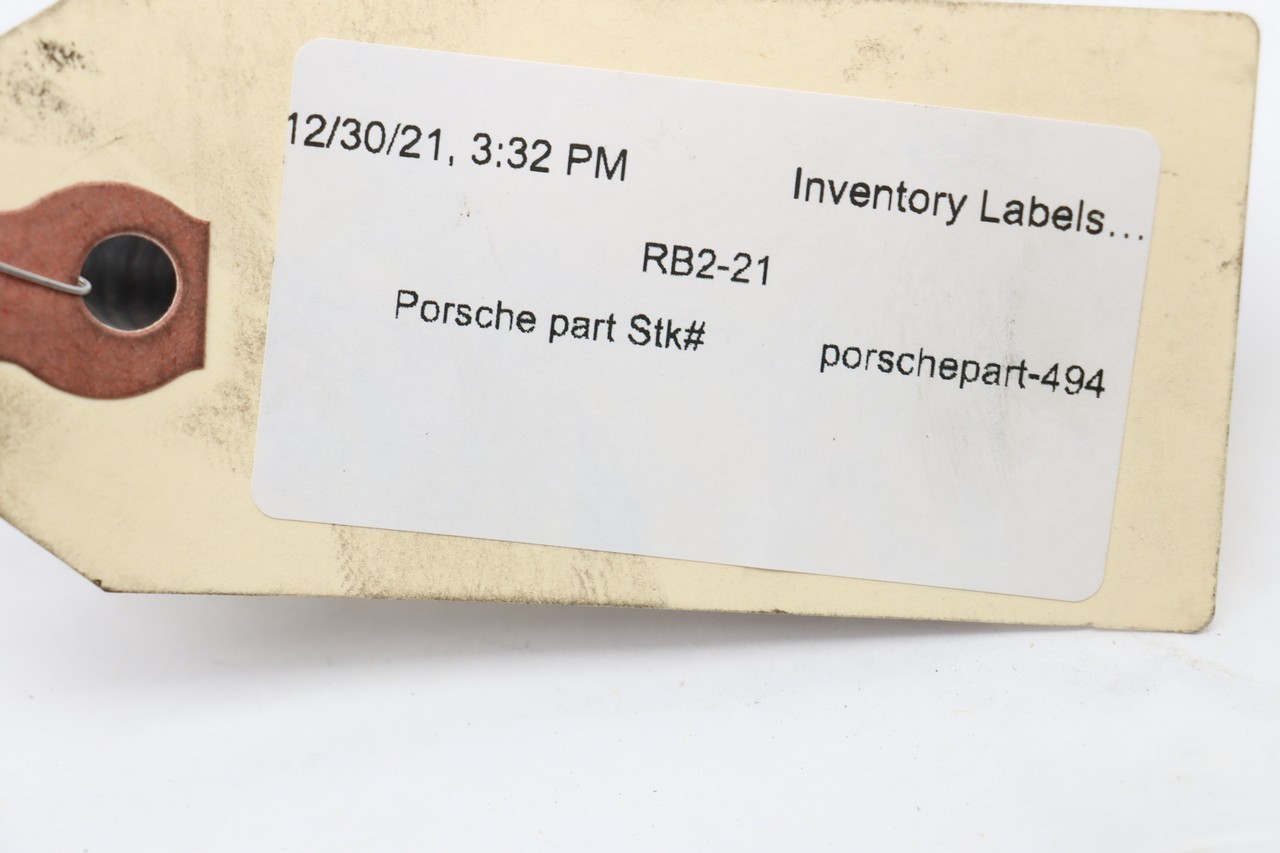 12/30/21, 3:32 PM Inventory Labels...
RB2-21
Porsche part Stk# porschepart-494